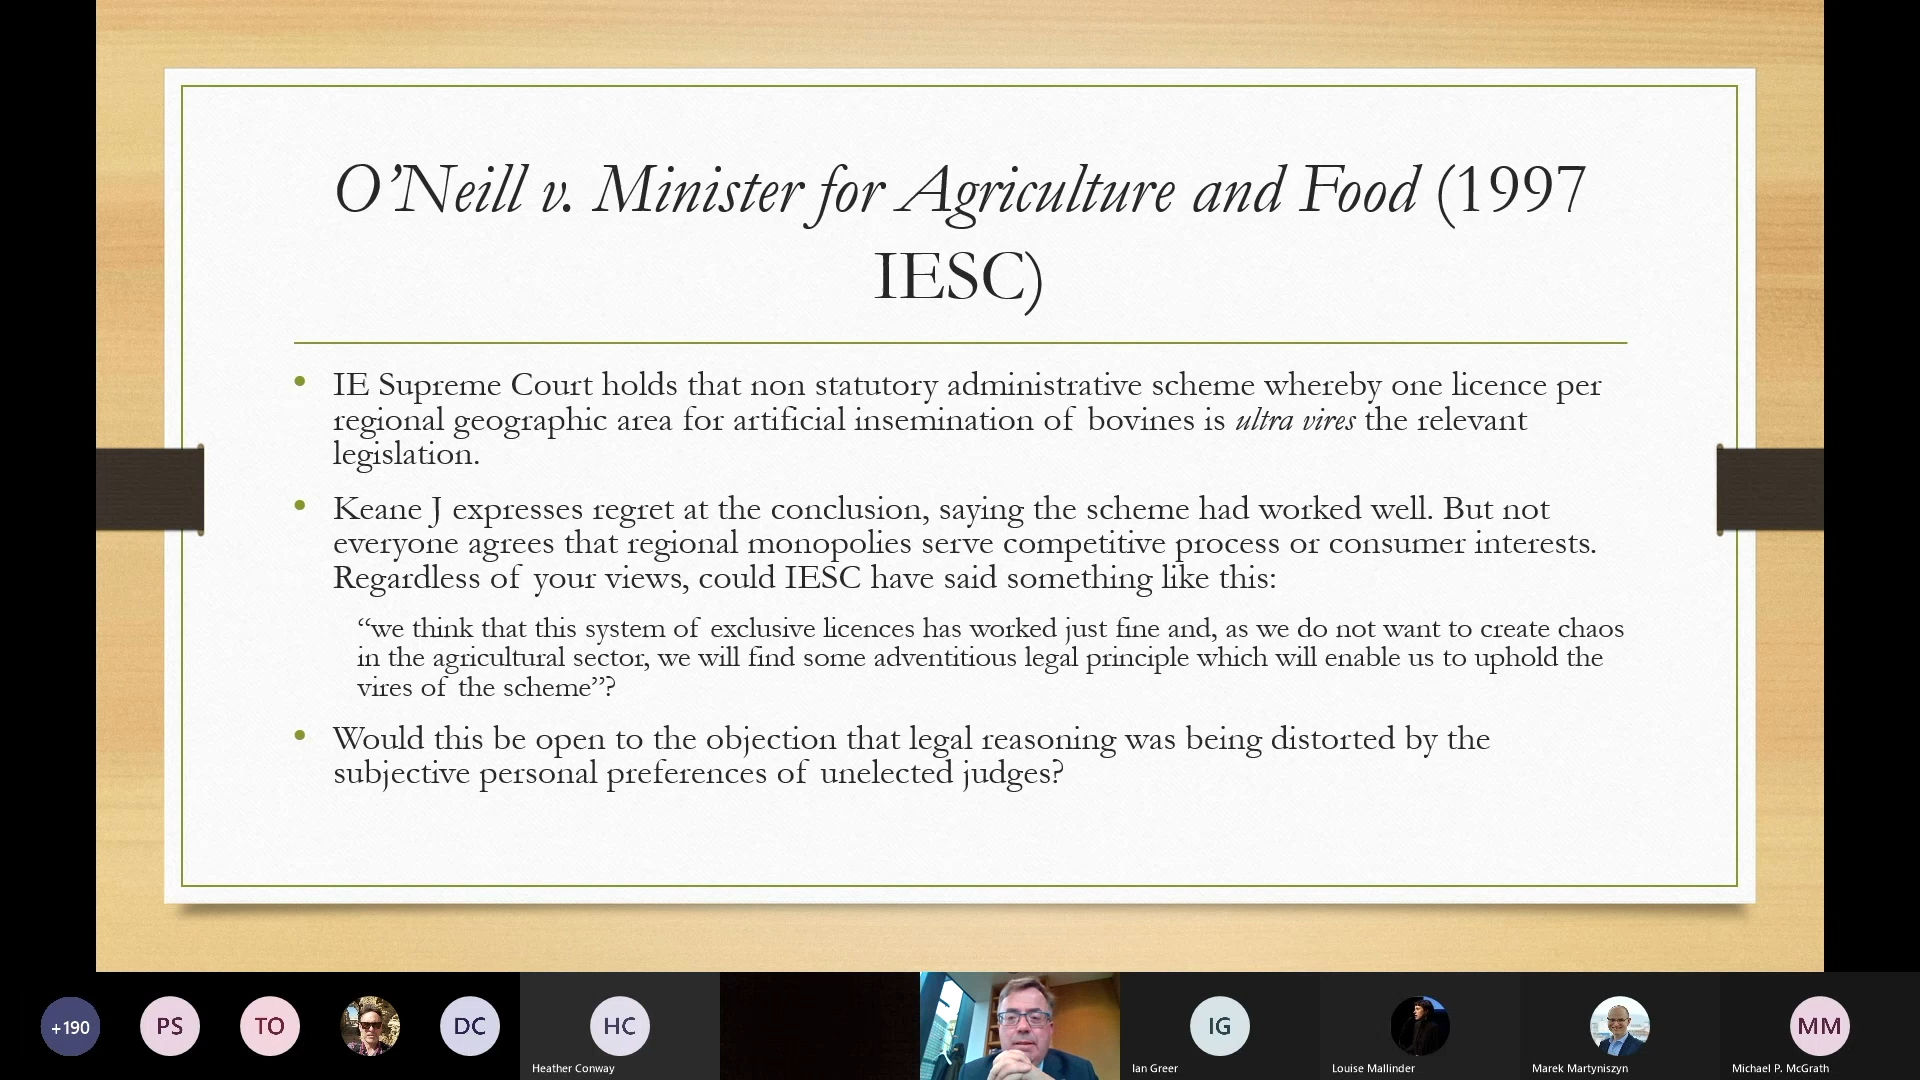 O’Neill v. Minister for Agriculture and Food (1997
IESC)
• IE Supreme Court holds that non statutory administrative scheme whereby one licence per
regional geographic area for artificial insemination of bovines is ultra vires the relevant
legislation.
• Keane J expresses regret at the conclusion, saying the scheme had worked well. But not
everyone agrees that regional monopolies serve competitive process or consumer interests.
Regardless of your views, could IESC have said something like this:
“we think that this system of exclusive licences has worked just fine and, as we do not want to create chaos
in the agricultural sector, we will find some adventitious legal principle which will enable us to uphold the
vires of the scheme”?
• Would this be open to the objection that legal reasoning was being distorted by the
subjective personal preferences of unelected judges?
+190 PS TO DC HC IG MM
Heather Conway Ian Greer Louise Mallinder Marek Martyniszyn Michael P. McGrath